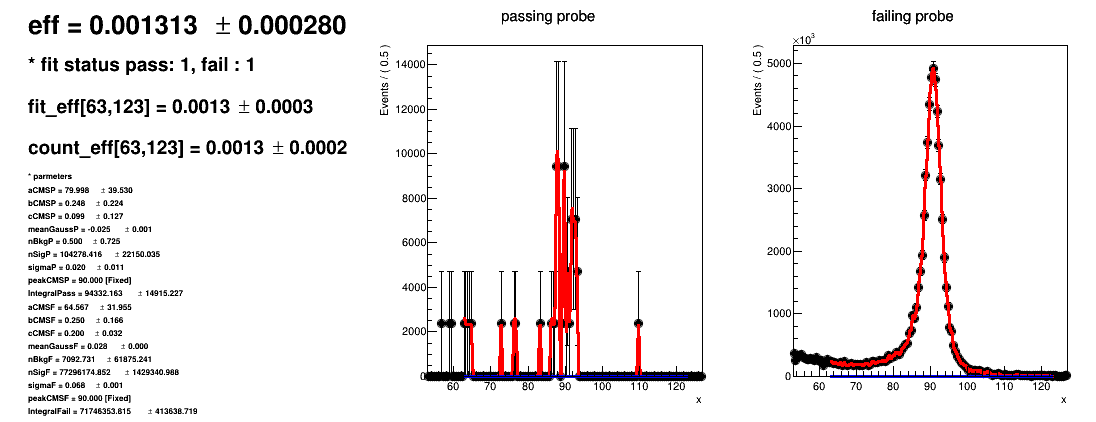 eff = 0.001313 ± 0.000280
* fit status pass: 1, fail : 1
fit_eff[63,123] = 0.0013 ± 0.0003
count_eff[63,123] = 0.0013 ± 0.0002
* parmeters
aCMSP = 79.998 ± 39.530
bCMSP = 0.248 ± 0.224
cCMSP = 0.099 ± 0.127
meanGaussP = -0.025 ± 0.001
nBkgP = 0.500 ± 0.725
nSigP = 104278.416 ± 22150.035
sigmaP = 0.020 ± 0.011
peakCMSP = 90.000 [Fixed]
IntegralPass = 94332.163 ± 14915.227
aCMSF = 64.567 ± 31.955
bCMSF = 0.250 ± 0.166
cCMSF = 0.200 ± 0.032
meanGaussF = 0.028 ± 0.000
nBkgF = 7092.731 ± 61875.241
nSigF = 77296174.852 ± 1429340.968
sigmaF = 0.068 ± 0.001
peakCMSF = 90.000 [Fixed]
IntegralFail = 71746353.815 ± 413638.719
passing probe
Events / ( 0.5 )
14000
12000
10000
8000
6000
4000
2000
0
60 70 80 90 100 110 120
x
failing probe
×10³
Events / ( 0.5 )
5000
4000
3000
2000
1000
0
60 70 80 90 100 110 120
x